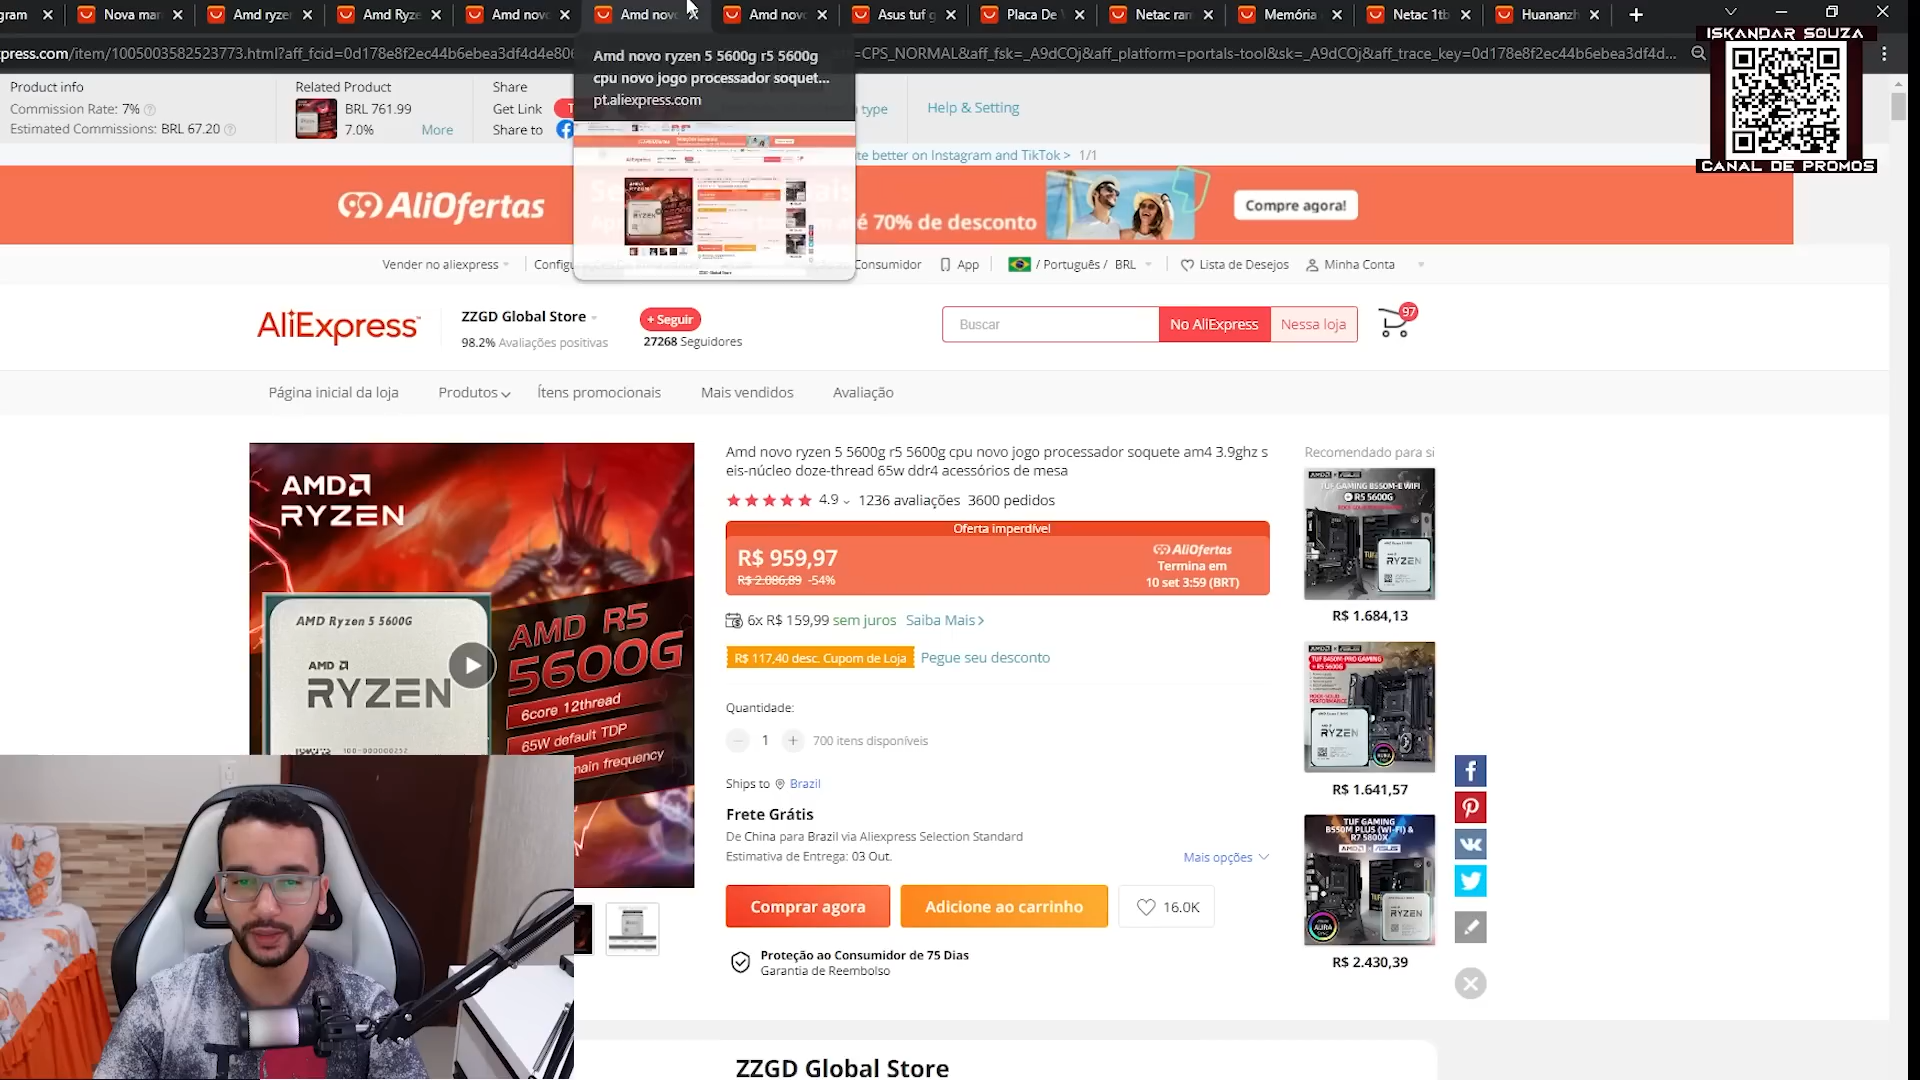 gram
Nova mar
Amd ryzer
Amd Ryze
Amd novo
Amd novo
Amd novo
Asus tuf g
Placa De V
Netac ram
Memória
Netac 1tb
Huananzh
xpress.com/item/1005003582523773.html?aff_fcid=0d178e8f2ec44b6ebea3df4d4e806
=CPS_NORMAL&aff_fsk=_A9dCOj&aff_platform=portals-tool&sk=_A9dCOj&aff_trace_key=0d178e8f2ec44b6ebea3df4d...
Amd novo ryzen 5 5600g r5 5600g
cpu novo jogo processador soquet...
pt.aliexpress.com
ISKANDAR SOUZA
CANAL DE PROMOS
Product info
Commission Rate: 7%
Estimated Commissions: BRL 67.20
Related Product
BRL 761.99
7.0%
More
Share
Get Link
Share to
type
Help & Setting
te better on Instagram and TikTok > 1/1
AliOfertas
até 70% de desconto
Compre agora!
Vender no aliexpress
Configu
Consumidor
App
/ Português / BRL
Lista de Desejos
Minha Conta
AliExpress
ZZGD Global Store
98.2% Avaliações positivas
+ Seguir
27268 Seguidores
Buscar
No AliExpress
Nessa loja
97
Página inicial da loja
Produtos
Ítens promocionais
Mais vendidos
Avaliação
AMD
RYZEN
AMD Ryzen 5 5600G
AMD
RYZEN
100-000000252
AMD R5
5600G
6core 12thread
65W default TDP
main frequency
Amd novo ryzen 5 5600g r5 5600g cpu novo jogo processador soquete am4 3.9ghz s
eis-núcleo doze-thread 65w ddr4 acessórios de mesa
4.9
1236 avaliações
3600 pedidos
Oferta imperdível
R$ 959,97
R$ 2.086,89 -54%
AliOfertas
Termina em
10 set 3:59 (BRT)
6x R$ 159,99 sem juros Saiba Mais
R$ 117,40 desc. Cupom de Loja
Pegue seu desconto
Quantidade:
1
700 itens disponíveis
Ships to
Brazil
Frete Grátis
De China para Brazil via Aliexpress Selection Standard
Estimativa de Entrega: 03 Out.
Mais opções
Comprar agora
Adicione ao carrinho
16.0K
Proteção ao Consumidor de 75 Dias
Garantia de Reembolso
Recomendado para si
TUF GAMING B550M-E WIFI
+ R5 5600G
RYZEN
R$ 1.684,13
TUF B450M-PRO GAMING
+ R5 5600G
RYZEN
R$ 1.641,57
TUF GAMING
B550M PLUS (WI-FI) &
R7 5800X
RYZEN
R$ 2.430,39
ZZGD Global Store